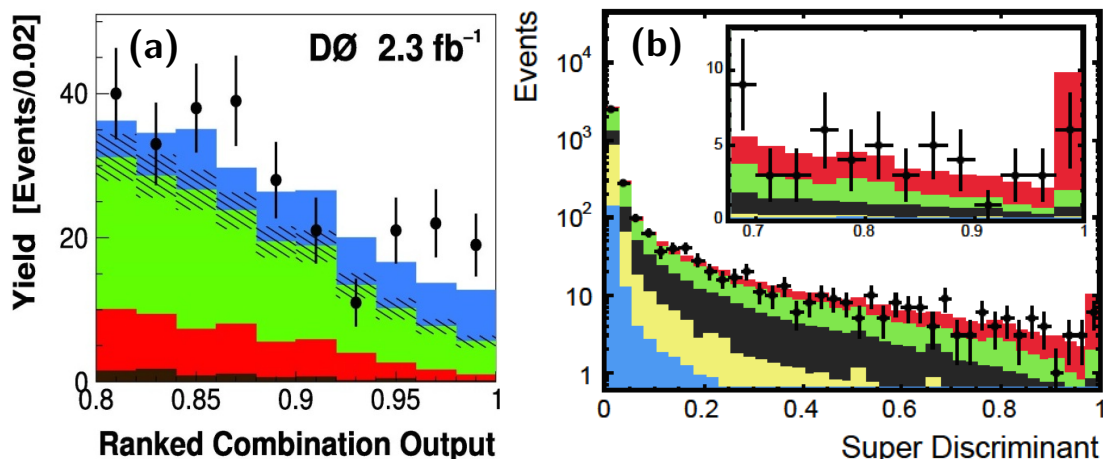 (a) DØ 2.3 fb⁻¹
Yield [Events/0.02]
40
20
0
0.8 0.85 0.9 0.95 1
Ranked Combination Output
(b)
Events
10⁴
10³
10²
10
1
10
5
0
0.7 0.8 0.9 1
0 0.2 0.4 0.6 0.8 1
Super Discriminant